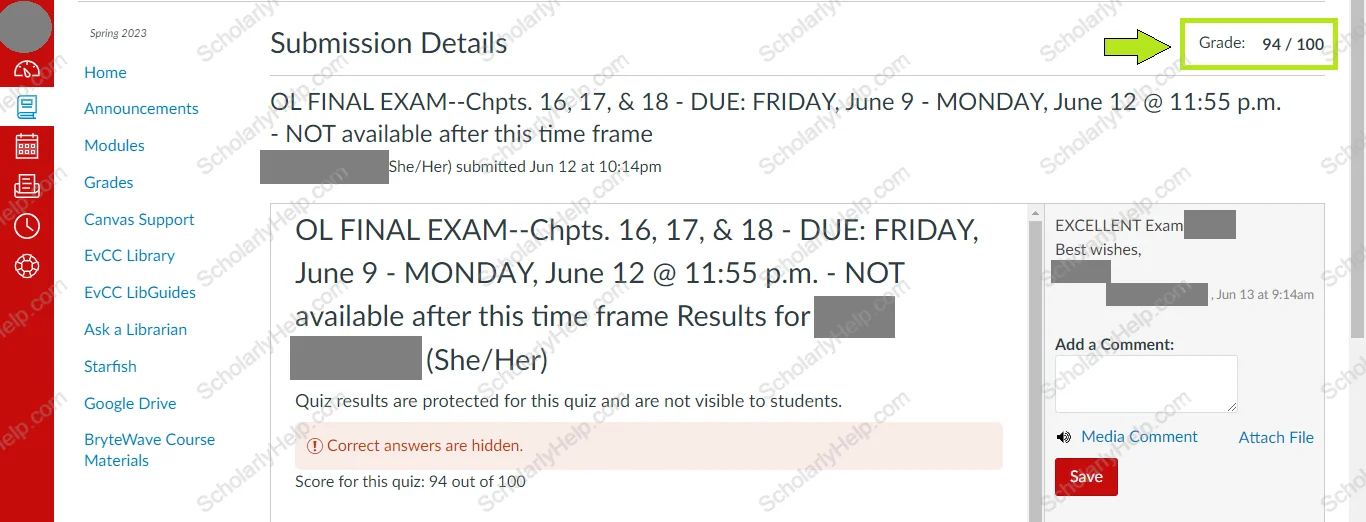 Spring 2023
Home
Announcements
Modules
Grades
Canvas Support
EvCC Library
EvCC LibGuides
Ask a Librarian
Starfish
Google Drive
BryteWave Course
Materials
Submission Details
Grade: 94 / 100
OL FINAL EXAM--Chpts. 16, 17, & 18 - DUE: FRIDAY, June 9 - MONDAY, June 12 @ 11:55 p.m.
- NOT available after this time frame
She/Her) submitted Jun 12 at 10:14pm
OL FINAL EXAM--Chpts. 16, 17, & 18 - DUE: FRIDAY,
June 9 - MONDAY, June 12 @ 11:55 p.m. - NOT
available after this time frame Results for
(She/Her)
Quiz results are protected for this quiz and are not visible to students.
Correct answers are hidden.
Score for this quiz: 94 out of 100
EXCELLENT Exam
Best wishes,
, Jun 13 at 9:14am
Add a Comment:
Media Comment
Attach File
Save
ScholarlyHelp.com